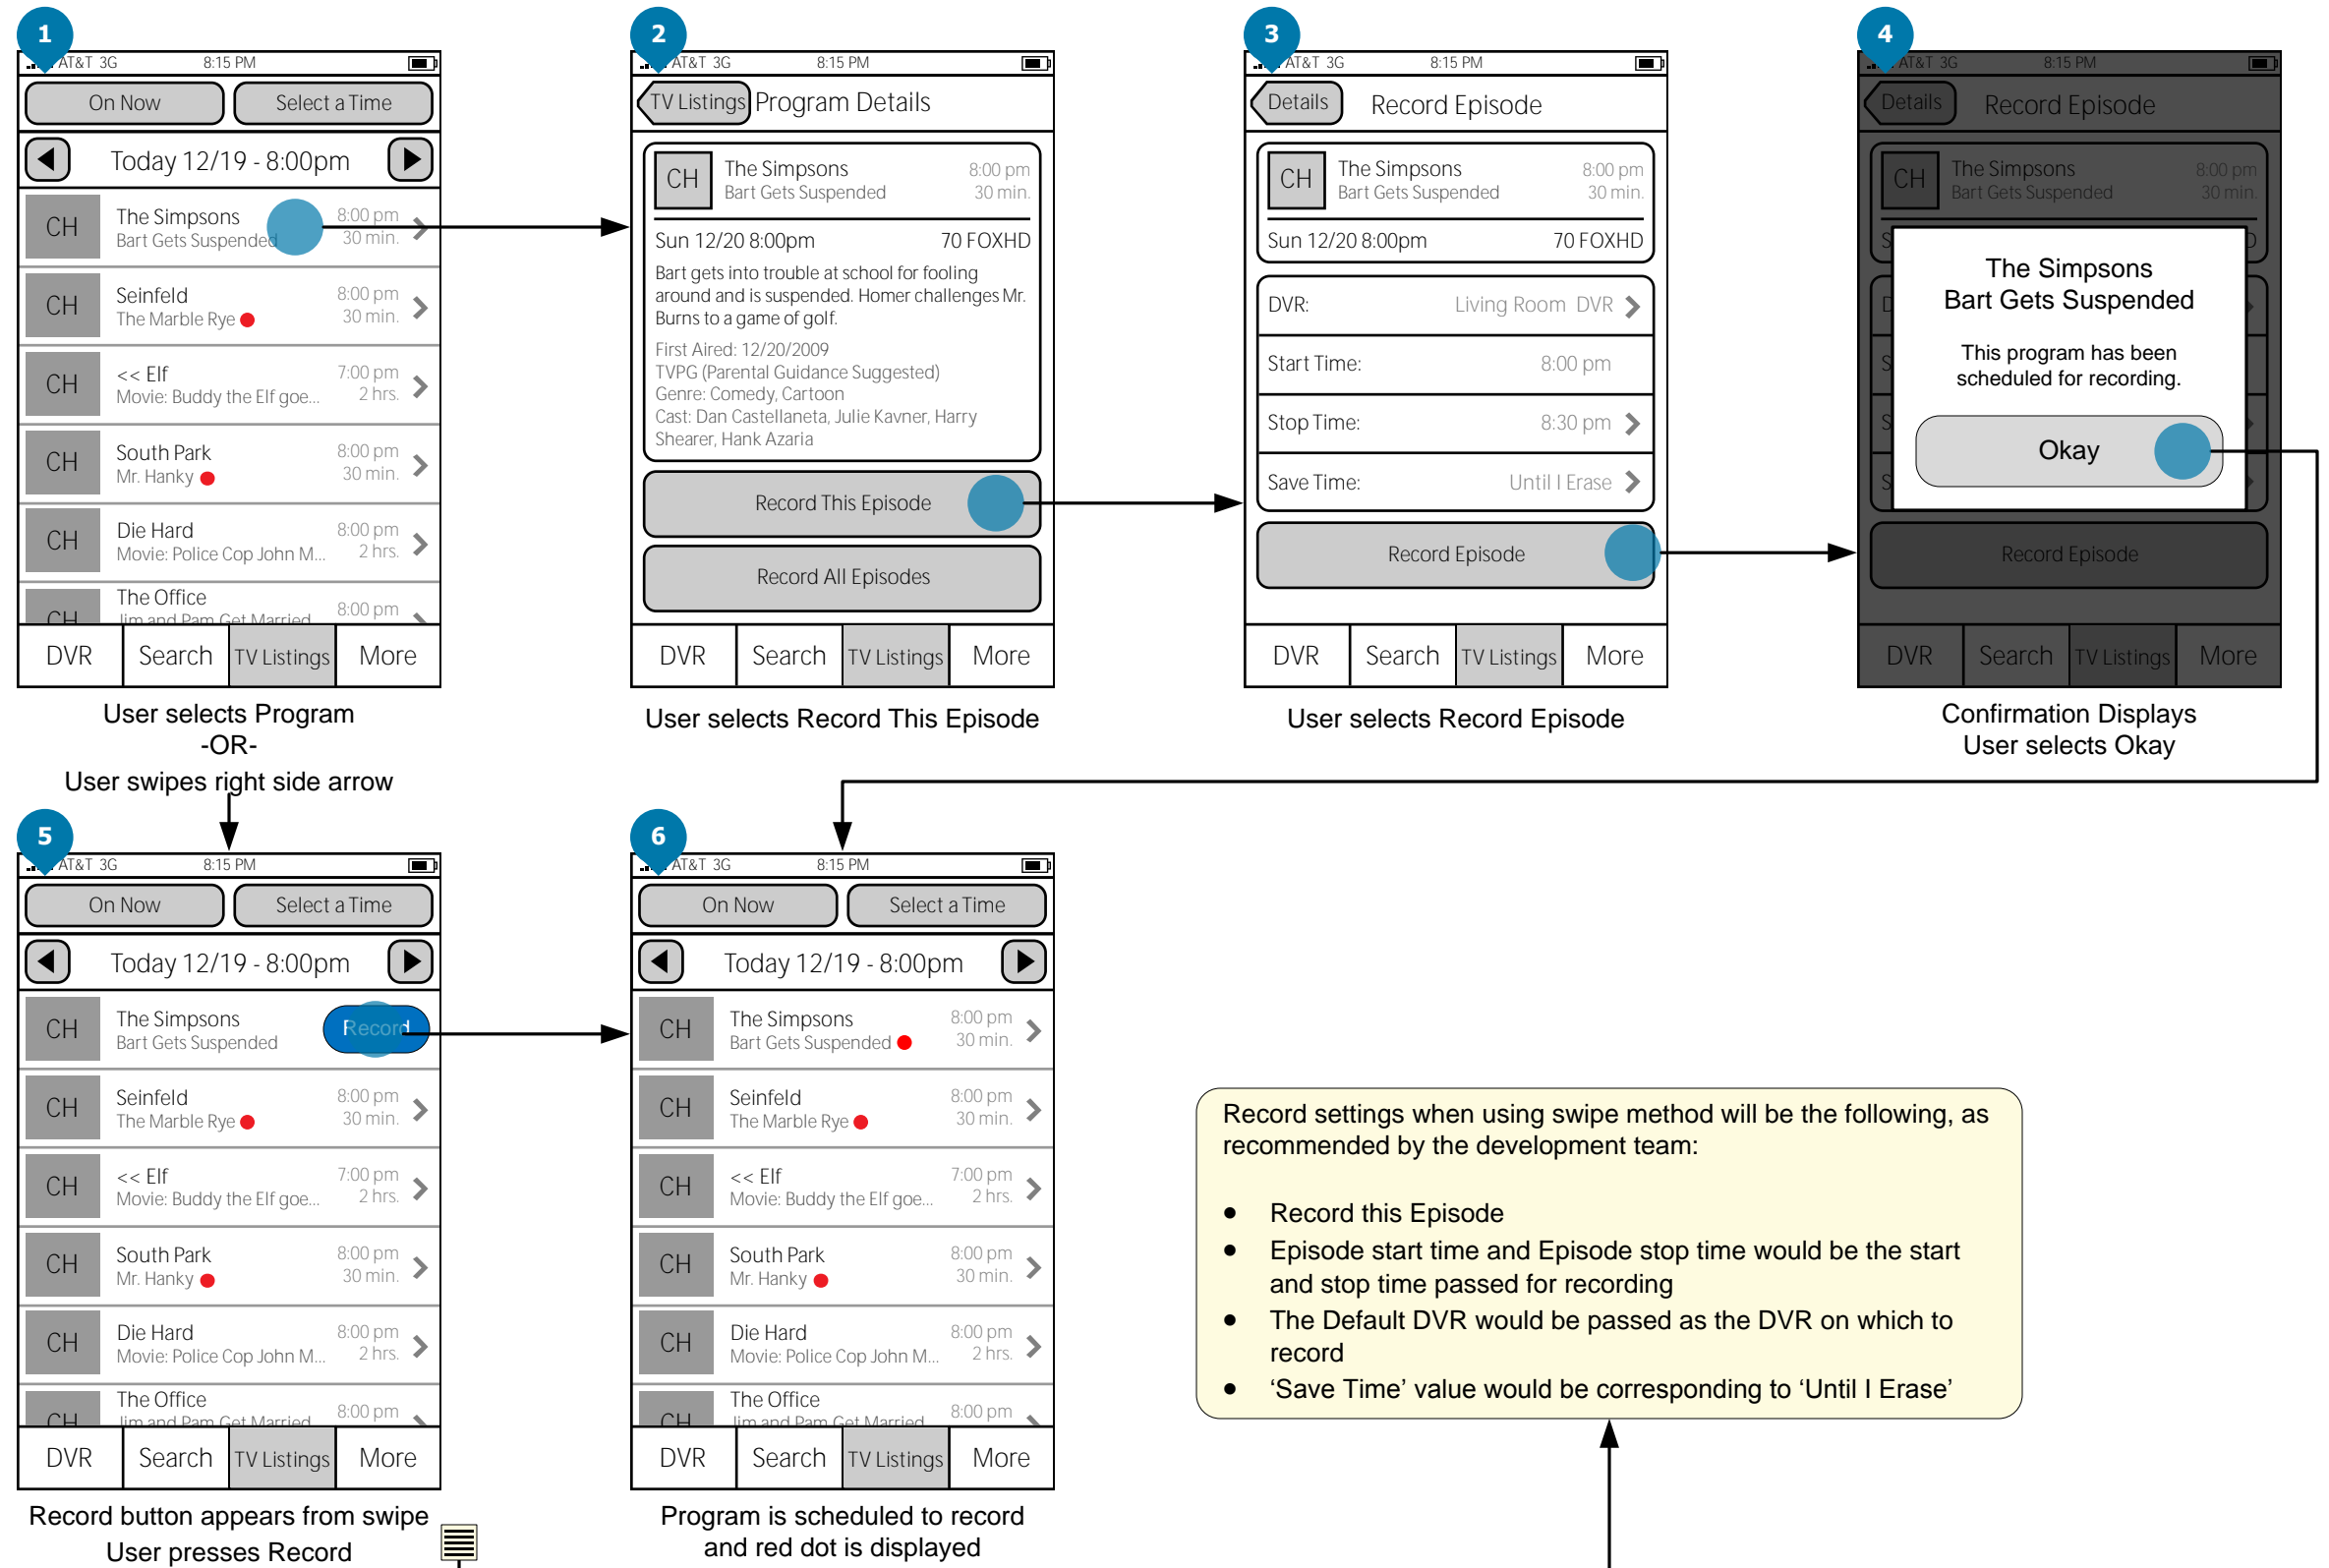 1
AT&T 3G 8:15 PM
On Now Select a Time
Today 12/19 - 8:00pm
CH The Simpsons 8:00 pm
Bart Gets Suspended 30 min.
CH Seinfeld 8:00 pm
The Marble Rye 30 min.
CH << Elf 7:00 pm
Movie: Buddy the Elf goe... 2 hrs.
CH South Park 8:00 pm
Mr. Hanky 30 min.
CH Die Hard 8:00 pm
Movie: Police Cop John M... 2 hrs.
The Office 8:00 pm
CH Jim and Pam Get Married
DVR Search TV Listings More
User selects Program
-OR-
User swipes right side arrow
2
AT&T 3G 8:15 PM
TV Listings Program Details
CH The Simpsons 8:00 pm
Bart Gets Suspended 30 min.
Sun 12/20 8:00pm 70 FOXHD
Bart gets into trouble at school for fooling
around and is suspended. Homer challenges Mr.
Burns to a game of golf.
First Aired: 12/20/2009
TVPG (Parental Guidance Suggested)
Genre: Comedy, Cartoon
Cast: Dan Castellaneta, Julie Kavner, Harry
Shearer, Hank Azaria
Record This Episode
Record All Episodes
DVR Search TV Listings More
User selects Record This Episode
3
AT&T 3G 8:15 PM
Details Record Episode
CH The Simpsons 8:00 pm
Bart Gets Suspended 30 min.
Sun 12/20 8:00pm 70 FOXHD
DVR: Living Room DVR
Start Time: 8:00 pm
Stop Time: 8:30 pm
Save Time: Until I Erase
Record Episode
DVR Search TV Listings More
User selects Record Episode
4
AT&T 3G 8:15 PM
Details Record Episode
CH The Simpsons 8:00 pm
Bart Gets Suspended 30 min.
The Simpsons
Bart Gets Suspended
This program has been
scheduled for recording.
Okay
Record Episode
DVR Search TV Listings More
Confirmation Displays
User selects Okay
5
AT&T 3G 8:15 PM
On Now Select a Time
Today 12/19 - 8:00pm
CH The Simpsons Record
Bart Gets Suspended
CH Seinfeld 8:00 pm
The Marble Rye 30 min.
CH << Elf 7:00 pm
Movie: Buddy the Elf goe... 2 hrs.
CH South Park 8:00 pm
Mr. Hanky 30 min.
CH Die Hard 8:00 pm
Movie: Police Cop John M... 2 hrs.
The Office 8:00 pm
CH Jim and Pam Get Married
DVR Search TV Listings More
Record button appears from swipe
User presses Record
6
AT&T 3G 8:15 PM
On Now Select a Time
Today 12/19 - 8:00pm
CH The Simpsons 8:00 pm
Bart Gets Suspended 30 min.
CH Seinfeld 8:00 pm
The Marble Rye 30 min.
CH << Elf 7:00 pm
Movie: Buddy the Elf goe... 2 hrs.
CH South Park 8:00 pm
Mr. Hanky 30 min.
CH Die Hard 8:00 pm
Movie: Police Cop John M... 2 hrs.
The Office 8:00 pm
CH Jim and Pam Get Married
DVR Search TV Listings More
Program is scheduled to record
and red dot is displayed
Record settings when using swipe method will be the following, as
recommended by the development team:
• Record this Episode
• Episode start time and Episode stop time would be the start
and stop time passed for recording
• The Default DVR would be passed as the DVR on which to
record
• ‘Save Time’ value would be corresponding to ‘Until I Erase’